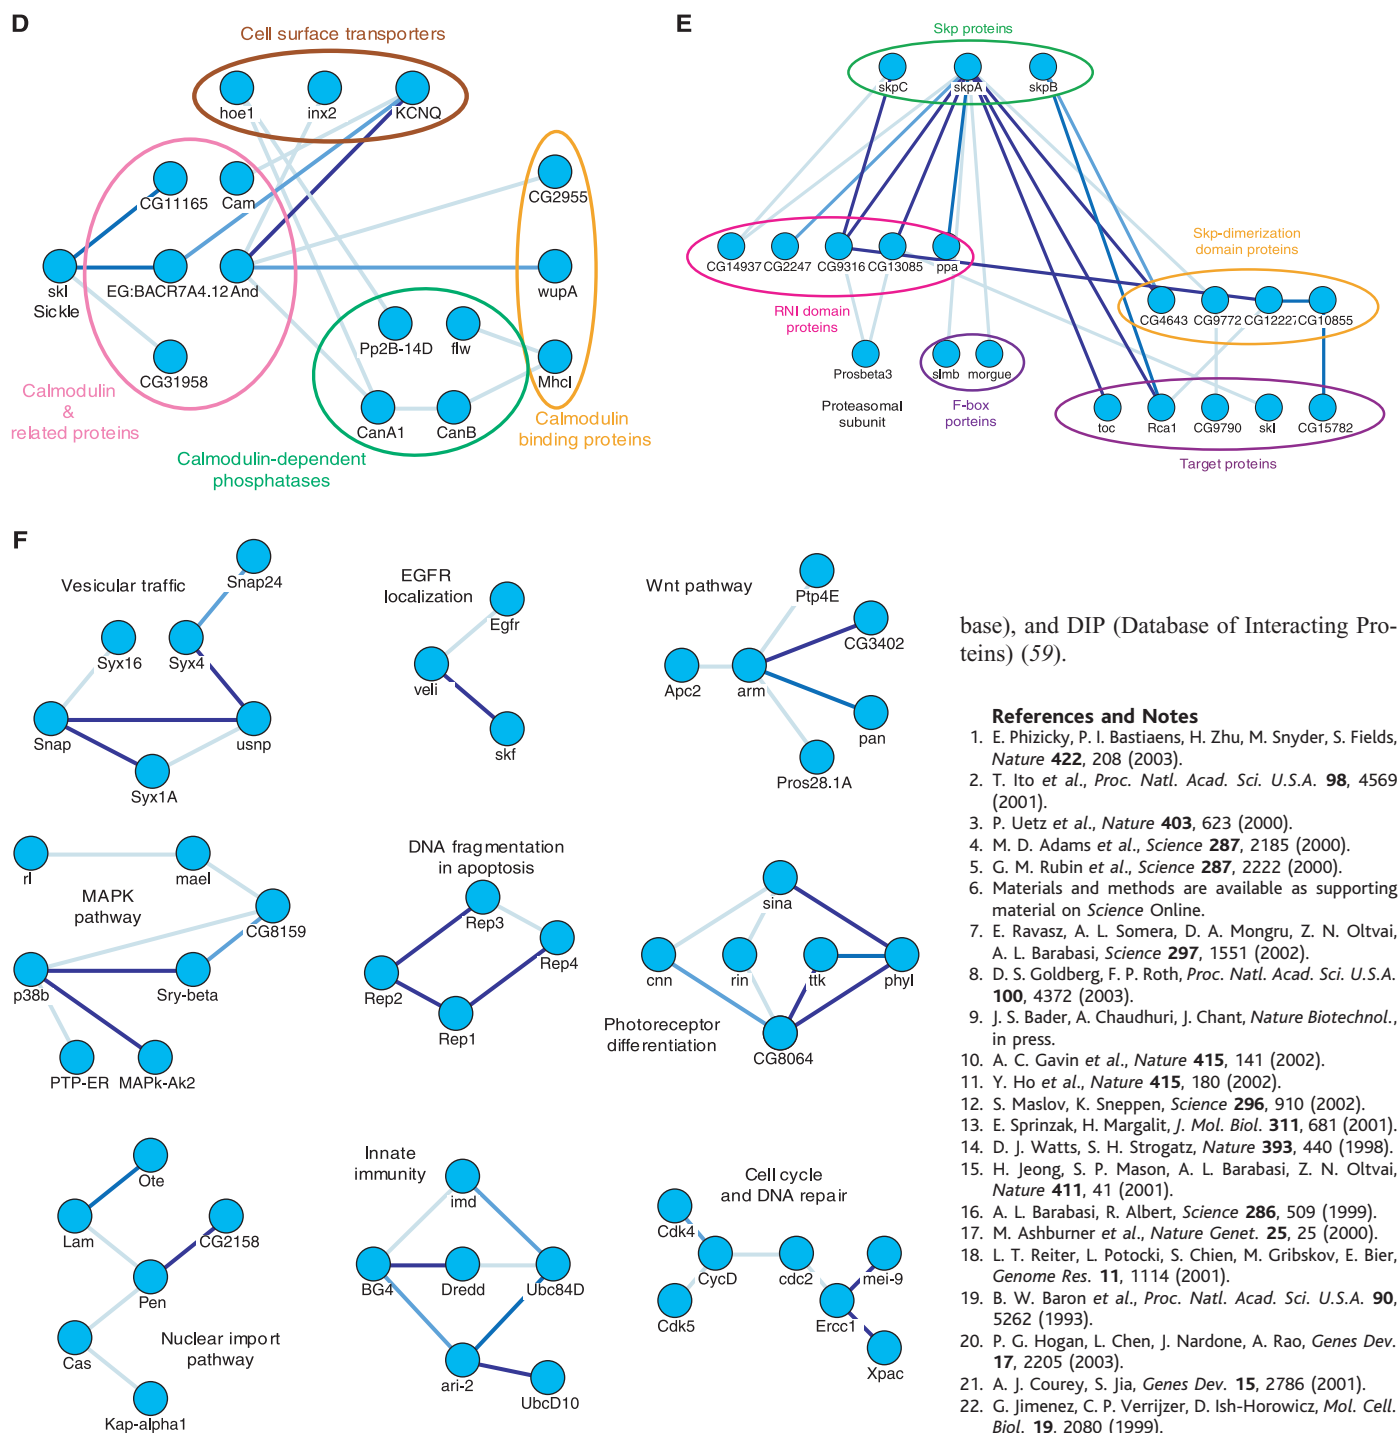 D
Cell surface transporters
hoe1
inx2
KCNQ
CG11165
Cam
CG2955
skl
Sickle
EG:BACR7A4.12
And
wupA
Pp2B-14D
flw
CG31958
Mhcl
CanA1
CanB
Calmodulin
&
related proteins
Calmodulin
binding proteins
Calmodulin-dependent
phosphatases
E
Skp proteins
skpC
skpA
skpB
CG14937
CG2247
CG9316
CG13085
ppa
RNI domain
proteins
Skp-dimerization
domain proteins
CG4643
CG9772
CG12227
CG10855
Prosbeta3
Proteasomal
subunit
slmb
morgue
F-box
porteins
toc
Rca1
CG9790
skl
CG15782
Target proteins
F
Vesicular traffic
Snap24
Syx16
Syx4
Snap
usnp
Syx1A
EGFR
localization
Egfr
veli
skf
Wnt pathway
Ptp4E
CG3402
Apc2
arm
pan
Pros28.1A
rl
mael
MAPK
pathway
CG8159
p38b
Sry-beta
PTP-ER
MAPk-Ak2
DNA fragmentation
in apoptosis
Rep3
Rep4
Rep2
Rep1
sina
cnn
rin
ttk
phyl
Photoreceptor
differentiation
CG8064
Ote
Lam
CG2158
Pen
Cas
Nuclear import
pathway
Kap-alpha1
Innate
immunity
imd
BG4
Dredd
Ubc84D
ari-2
UbcD10
Cell cycle
and DNA repair
Cdk4
CycD
cdc2
mei-9
Cdk5
Ercc1
Xpac
base), and DIP (Database of Interacting Pro-
teins) (59).
References and Notes
1. E. Phizicky, P. I. Bastiaens, H. Zhu, M. Snyder, S. Fields,
Nature 422, 208 (2003).
2. T. Ito et al., Proc. Natl. Acad. Sci. U.S.A. 98, 4569
(2001).
3. P. Uetz et al., Nature 403, 623 (2000).
4. M. D. Adams et al., Science 287, 2185 (2000).
5. G. M. Rubin et al., Science 287, 2222 (2000).
6. Materials and methods are available as supporting
material on Science Online.
7. E. Ravasz, A. L. Somera, D. A. Mongru, Z. N. Oltvai,
A. L. Barabasi, Science 297, 1551 (2002).
8. D. S. Goldberg, F. P. Roth, Proc. Natl. Acad. Sci. U.S.A.
100, 4372 (2003).
9. J. S. Bader, A. Chaudhuri, J. Chant, Nature Biotechnol.,
in press.
10. A. C. Gavin et al., Nature 415, 141 (2002).
11. Y. Ho et al., Nature 415, 180 (2002).
12. S. Maslov, K. Sneppen, Science 296, 910 (2002).
13. E. Sprinzak, H. Margalit, J. Mol. Biol. 311, 681 (2001).
14. D. J. Watts, S. H. Strogatz, Nature 393, 440 (1998).
15. H. Jeong, S. P. Mason, A. L. Barabasi, Z. N. Oltvai,
Nature 411, 41 (2001).
16. A. L. Barabasi, R. Albert, Science 286, 509 (1999).
17. M. Ashburner et al., Nature Genet. 25, 25 (2000).
18. L. T. Reiter, L. Potocki, S. Chien, M. Gribskov, E. Bier,
Genome Res. 11, 1114 (2001).
19. B. W. Baron et al., Proc. Natl. Acad. Sci. U.S.A. 90,
5262 (1993).
20. P. G. Hogan, L. Chen, J. Nardone, A. Rao, Genes Dev.
17, 2205 (2003).
21. A. J. Courey, S. Jia, Genes Dev. 15, 2786 (2001).
22. G. Jimenez, C. P. Verrijzer, D. Ish-Horowicz, Mol. Cell.
Biol. 19, 2080 (1999).